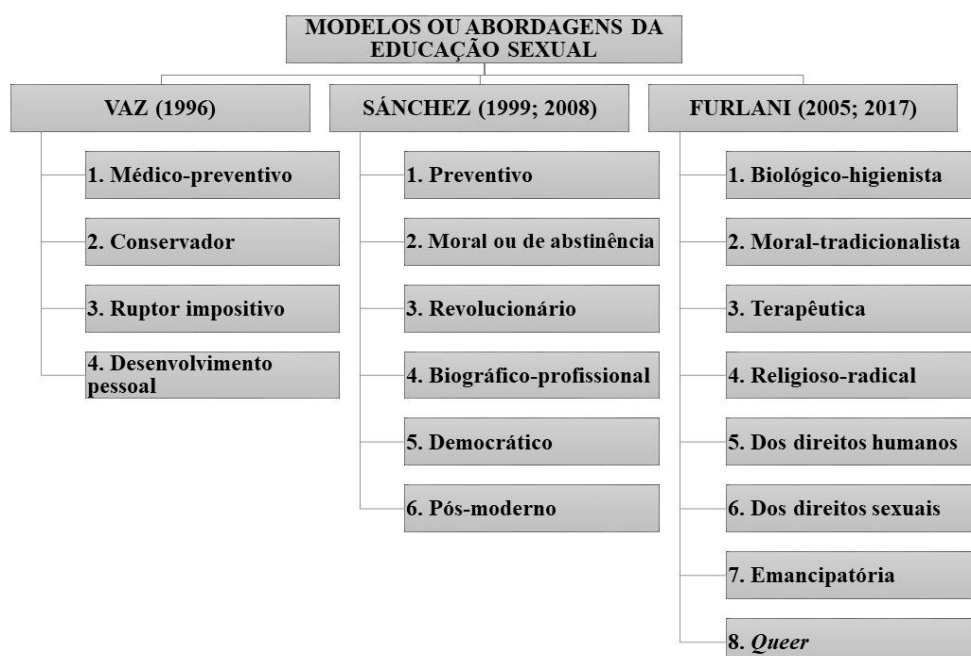 MODELOS OU ABORDAGENS DA
EDUCAÇÃO SEXUAL
VAZ (1996)
1. Médico-preventivo
2. Conservador
3. Ruptor impositivo
4. Desenvolvimento
pessoal
SÁNCHEZ (1999; 2008)
1. Preventivo
2. Moral ou de abstinência
3. Revolucionário
4. Biográfico-profissional
5. Democrático
6. Pós-moderno
FURLANI (2005; 2017)
1. Biológico-higienista
2. Moral-tradicionalista
3. Terapêutica
4. Religioso-radical
5. Dos direitos humanos
6. Dos direitos sexuais
7. Emancipatória
8. Queer